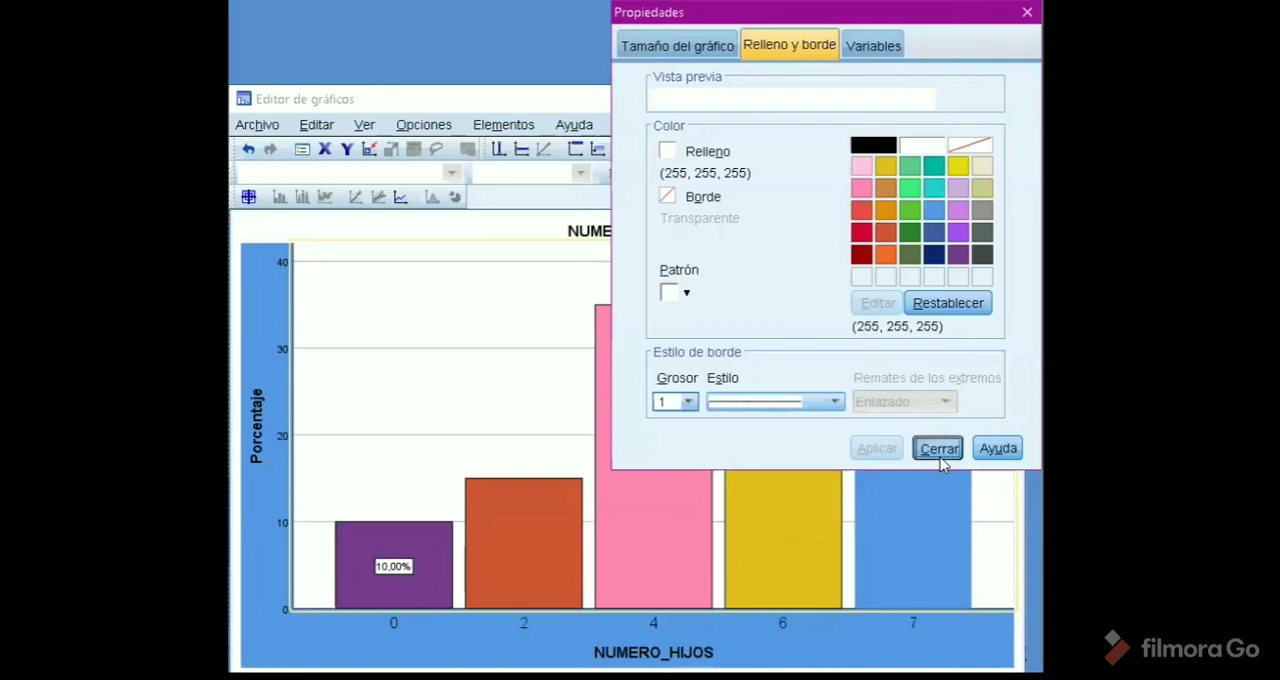 Propiedades
Tamaño del gráfico Relleno y borde Variables
Vista previa
Editor de gráficos
Archivo Editar Ver Opciones Elementos Ayuda
Color
Relleno
(255, 255, 255)
Borde
Transparente
Patrón
Editar Restablecer
(255, 255, 255)
Estilo de borde
Grosor Estilo Remates de los extremos
1 Enlazado
Aplicar Cerrar Ayuda
NUME
40
30
20
10
0
Porcentaje
10,00%
0 2 4 6 7
NUMERO_HIJOS
filmora Go